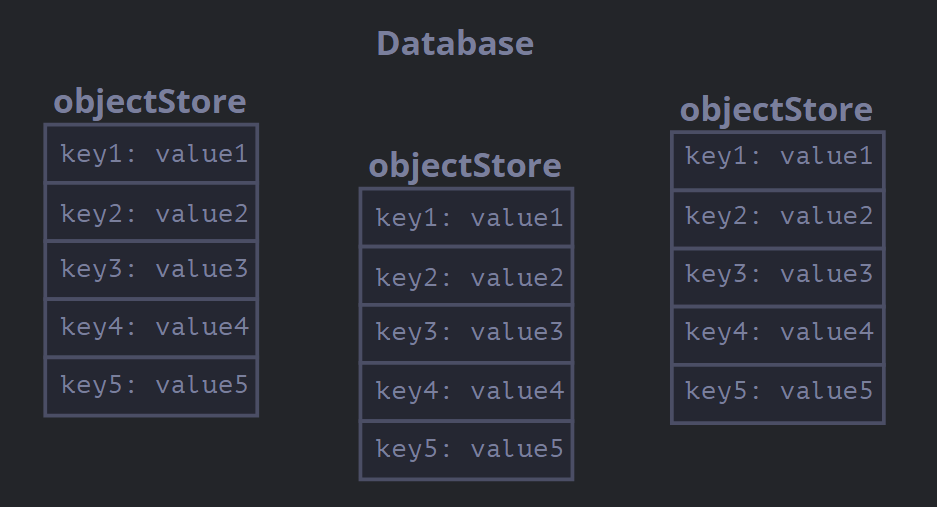 Database
objectStore
key1: value1
key2: value2
key3: value3
key4: value4
key5: value5
objectStore
key1: value1
key2: value2
key3: value3
key4: value4
key5: value5
objectStore
key1: value1
key2: value2
key3: value3
key4: value4
key5: value5